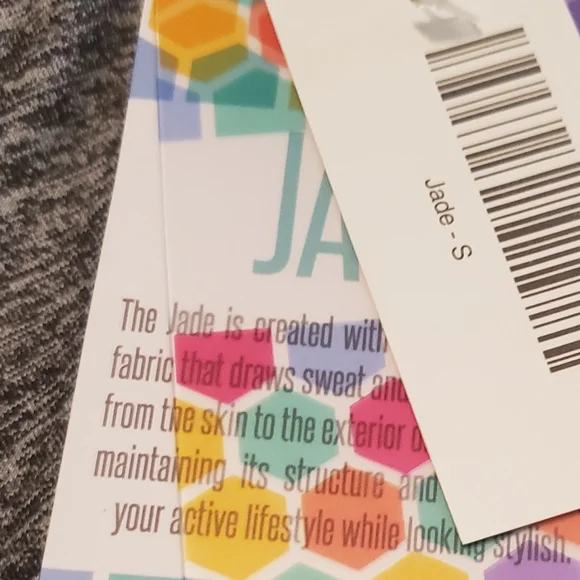 JA
The Jade is created with
fabric that draws sweat and
from the skin to the exterior
maintaining its structure and
your active lifestyle while looking stylish.
Jade - S